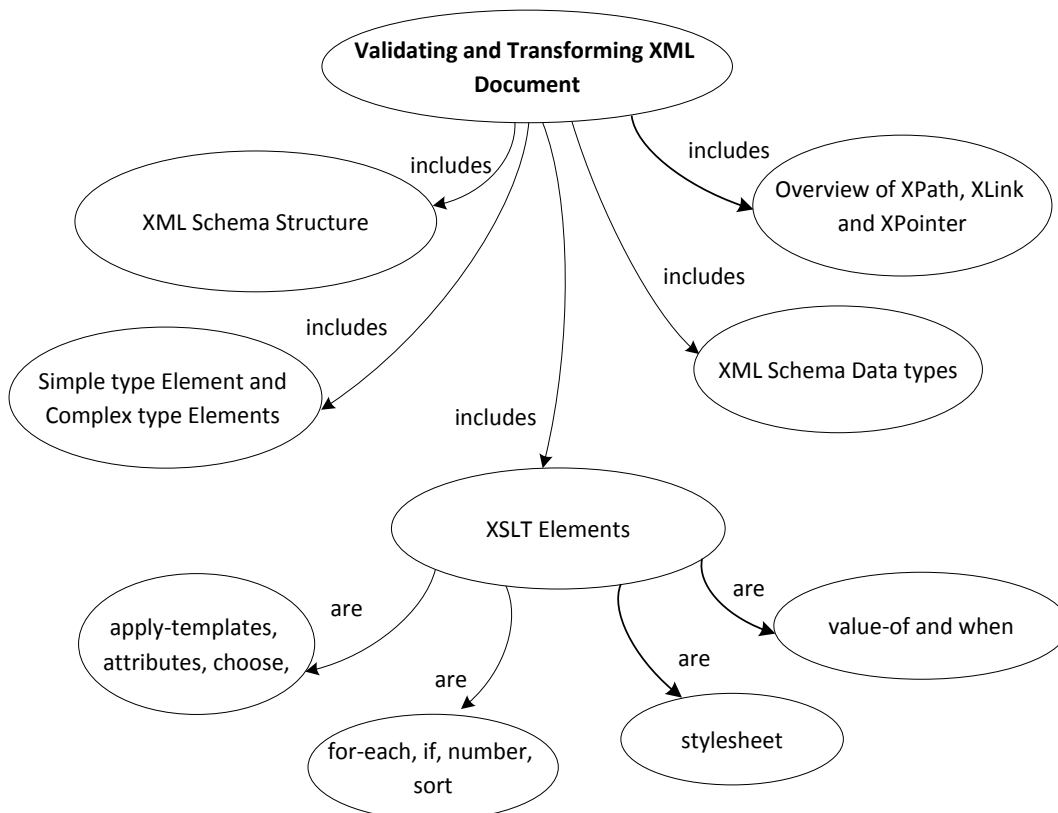 Validating and Transforming XML
Document
includes
includes
XML Schema Structure
Overview of XPath, XLink
and XPointer
includes
includes
Simple type Element and
Complex type Elements
XML Schema Data types
includes
XSLT Elements
are
are
apply-templates,
attributes, choose,
value-of and when
are
are
for-each, if, number,
sort
stylesheet